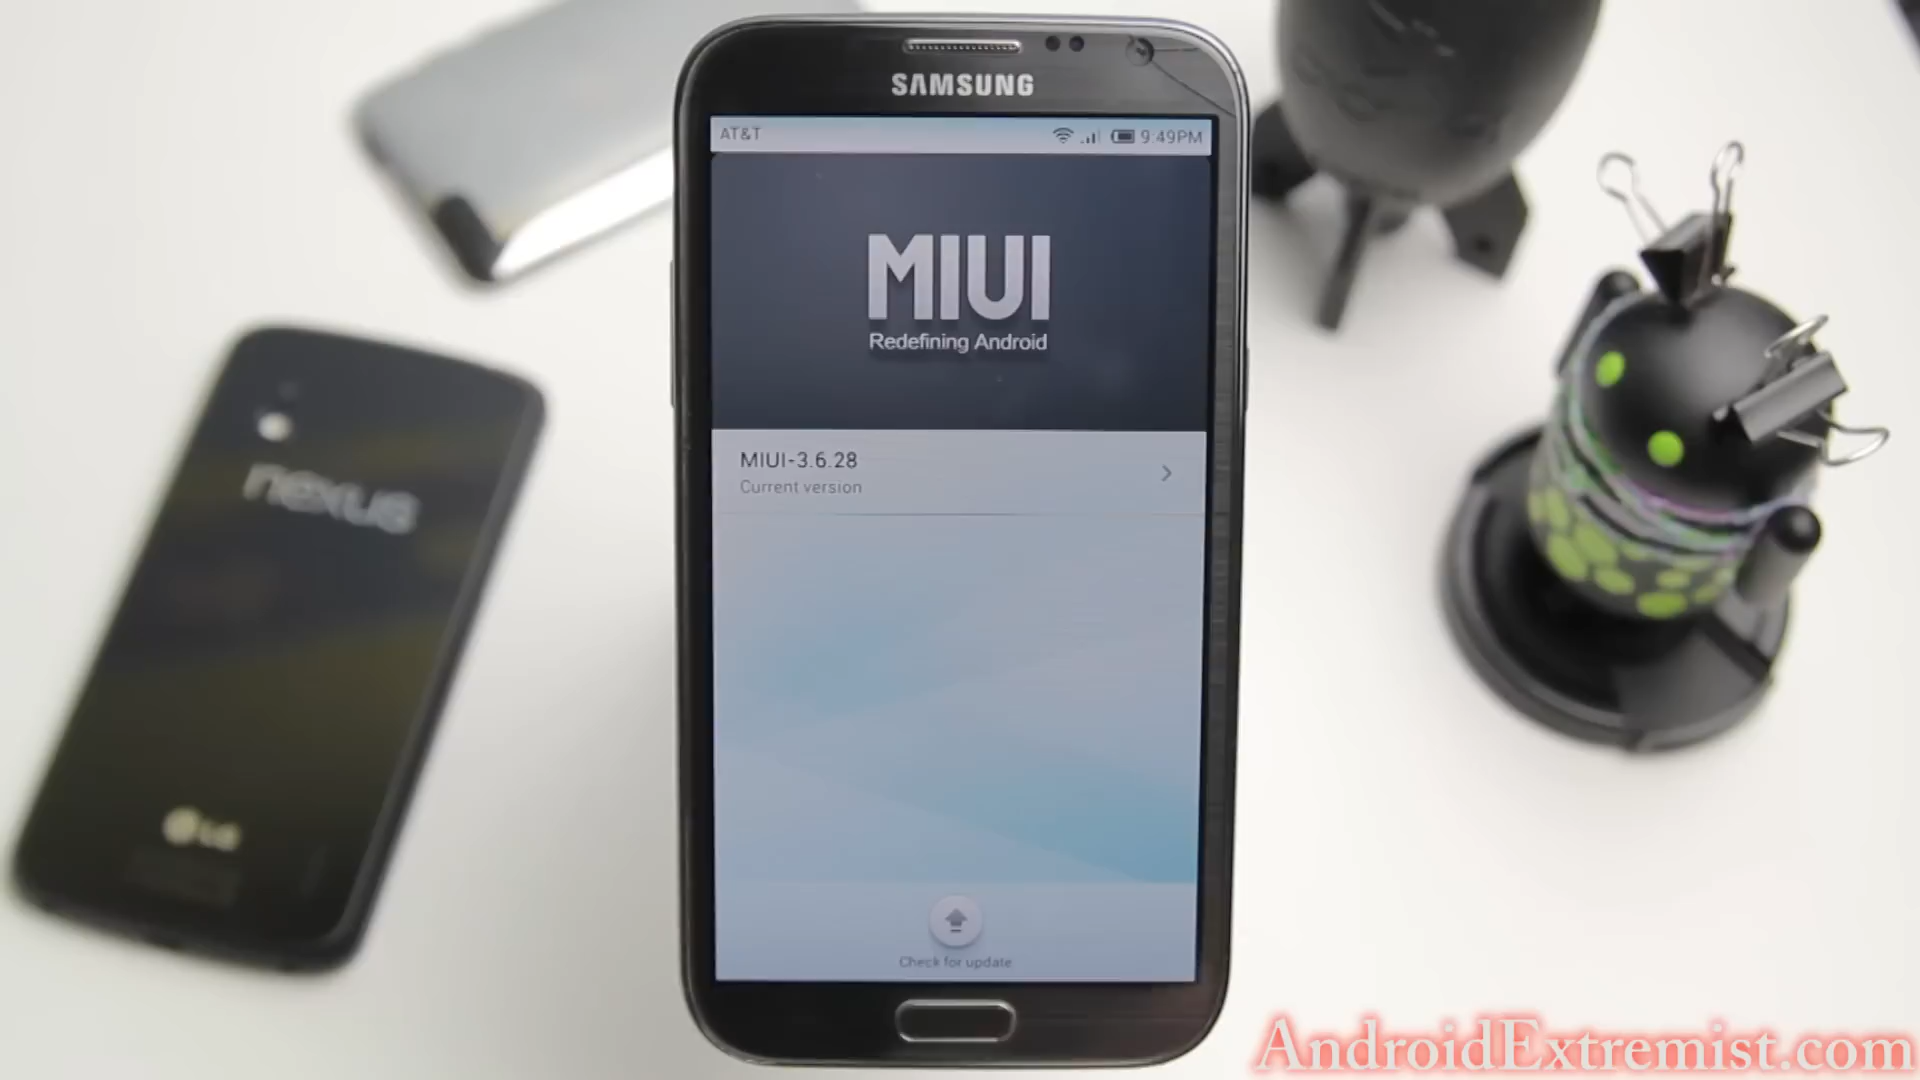 SAMSUNG
AT&T
9:49PM
MIUI
Redefining Android
MIUI-3.6.28
Current version
Check for update
nexus
LG
AndroidExtremist.com